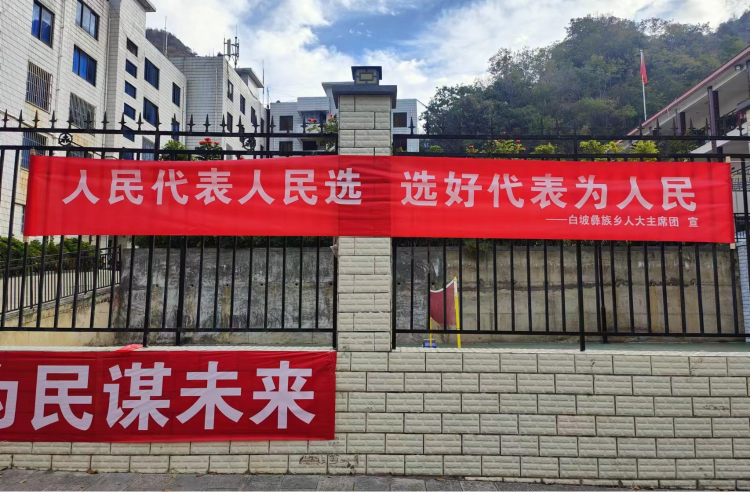 人民代表人民选 选好代表为人民
——白坡彝族乡人大主席团 宣
为民谋未来